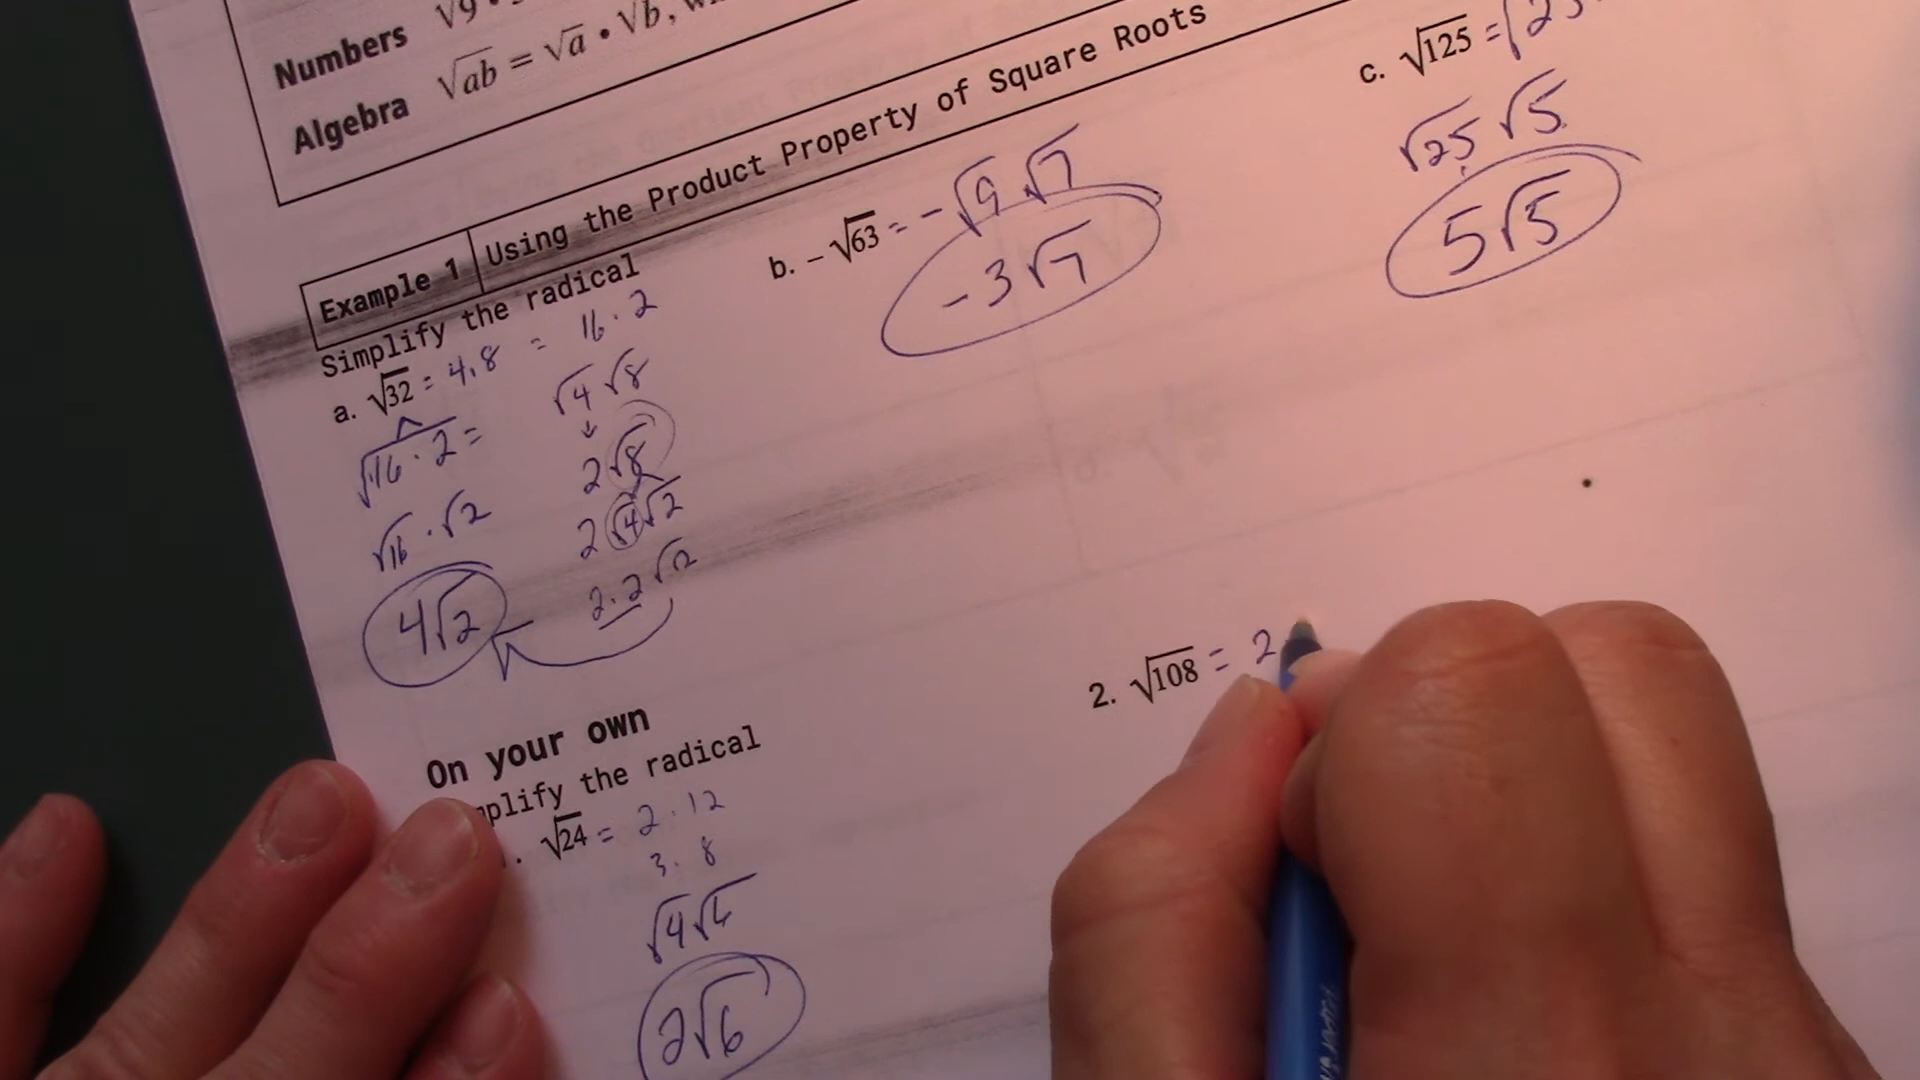 Numbers √9 ·
Algebra √ab = √a • √b,
Example 1 Using the Product Property of Square Roots
Simplify the radical
a. √32 = 4.8 = 16 · 2
√16 · 2 = √4 √8
√16 · √2 2√8
2√4√2
4√2 2·2√2
b. -√63 = -√9 √7
-3√7
c. √125 = √25
√25 √5
5√5
On your own
mplify the radical
. √24 = 2 · 12
3 · 8
√4√6
2√6
2. √108 = 2